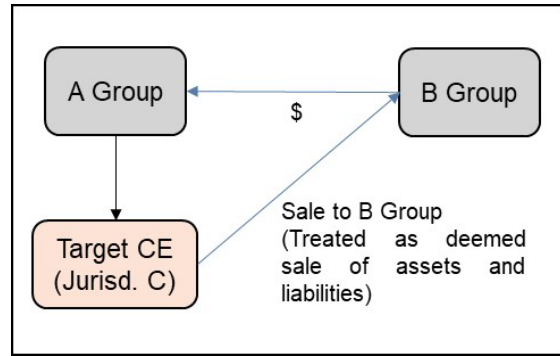 A Group
B Group
$
Target CE
(Jurisd. C)
Sale to B Group
(Treated as deemed
sale of assets and
liabilities)